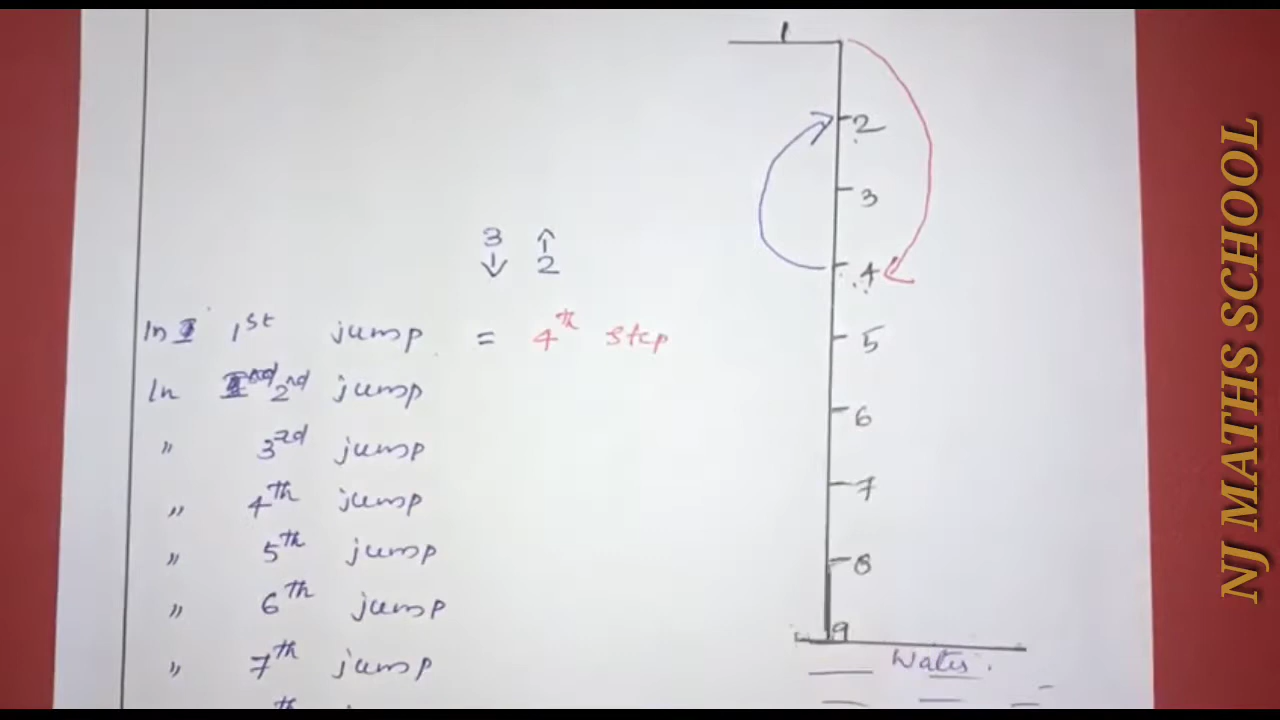 1
2
3
4
5
6
7
8
9
Water.
3 2
In 1st jump = 4th step
In 2nd jump
" 3rd jump
" 4th jump
" 5th jump
" 6th jump
" 7th jump
th
NJ MATHS SCHOOL